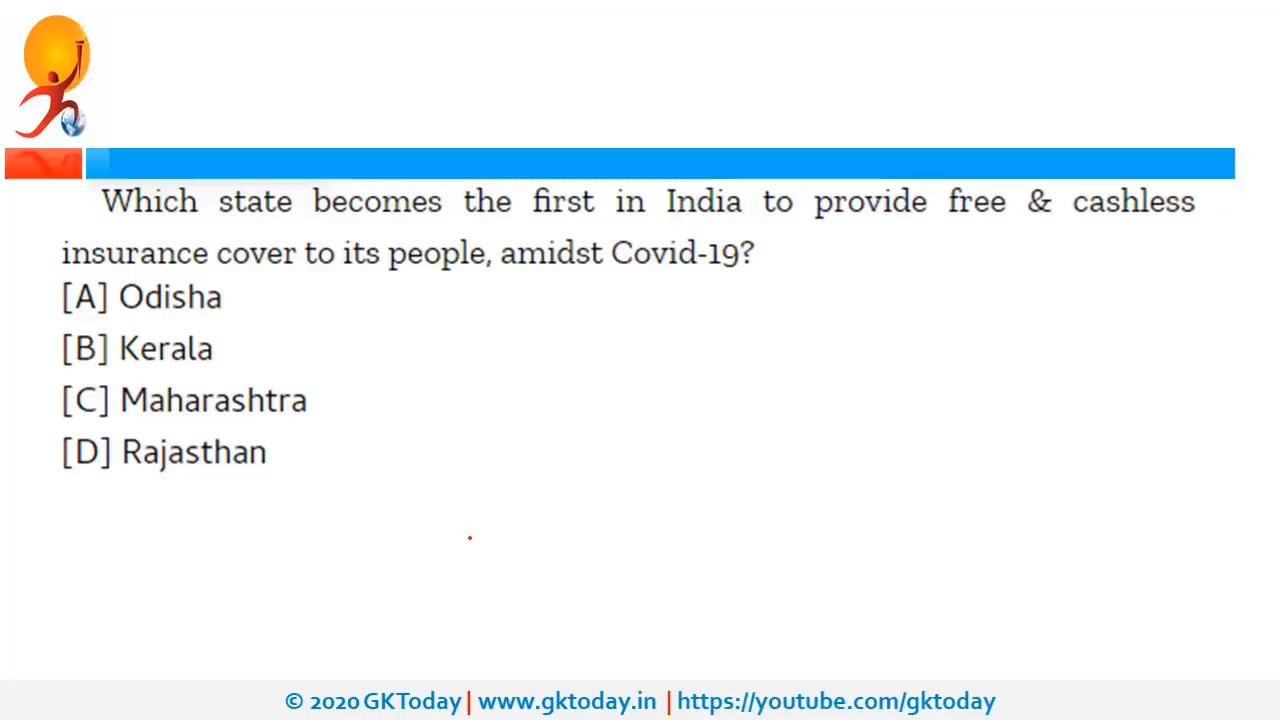 Which state becomes the first in India to provide free & cashless
insurance cover to its people, amidst Covid-19?
[A] Odisha
[B] Kerala
[C] Maharashtra
[D] Rajasthan
© 2020 GKToday | www.gktoday.in | https://youtube.com/gktoday